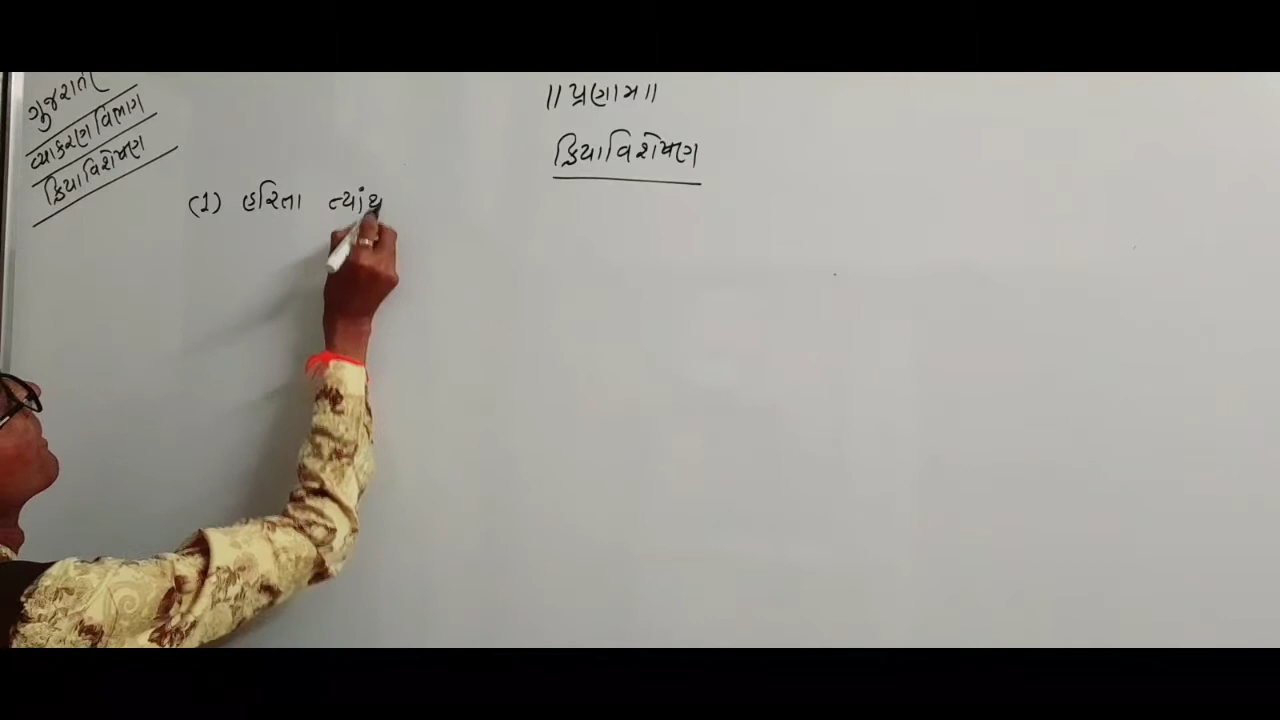 ગુજરાતી
વ્યાકરણ વિભાગ
ક્રિયાવિશેષણ
।। પ્રણામ ।।
ક્રિયાવિશેષણ
(1) હરિતા ત્યાંથ